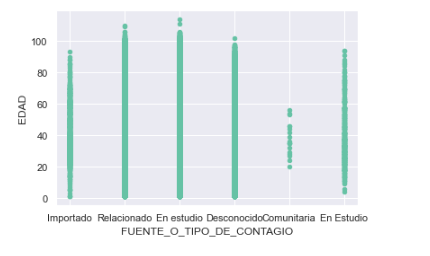 100
80
60
40
20
0
EDAD
Importado Relacionado En estudio Desconocido Comunitaria En Estudio
FUENTE_O_TIPO_DE_CONTAGIO